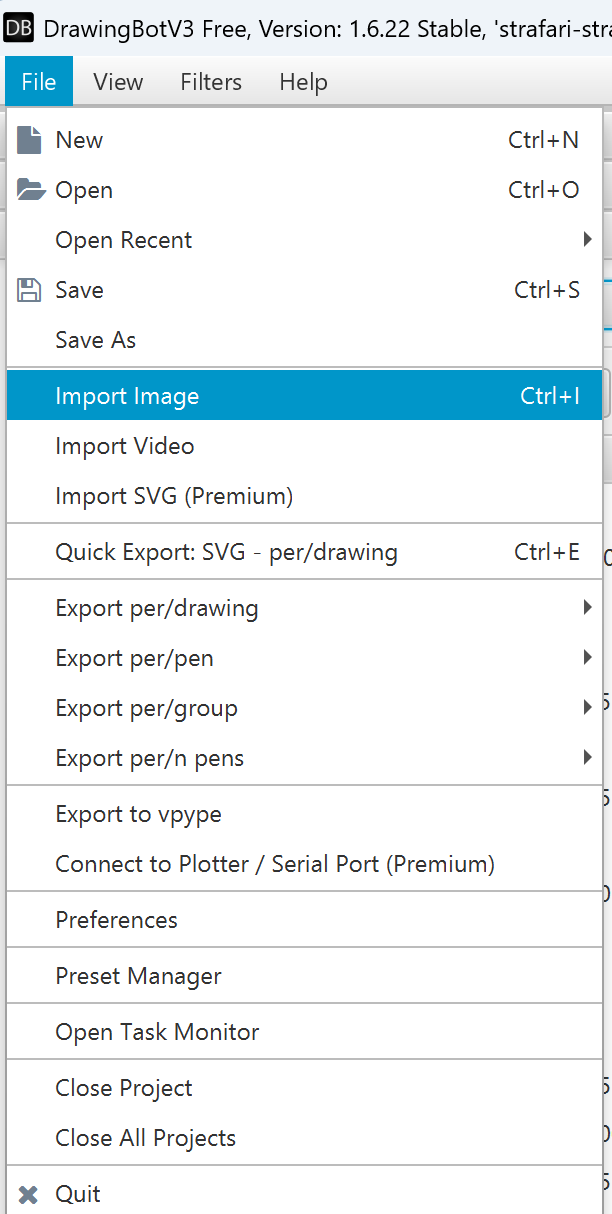 DB DrawingBotV3 Free, Version: 1.6.22 Stable, 'strafari-stra
File View Filters Help
New Ctrl+N
Open Ctrl+O
Open Recent
Save Ctrl+S
Save As
Import Image Ctrl+I
Import Video
Import SVG (Premium)
Quick Export: SVG - per/drawing Ctrl+E
Export per/drawing
Export per/pen
Export per/group
Export per/n pens
Export to vpype
Connect to Plotter / Serial Port (Premium)
Preferences
Preset Manager
Open Task Monitor
Close Project
Close All Projects
Quit